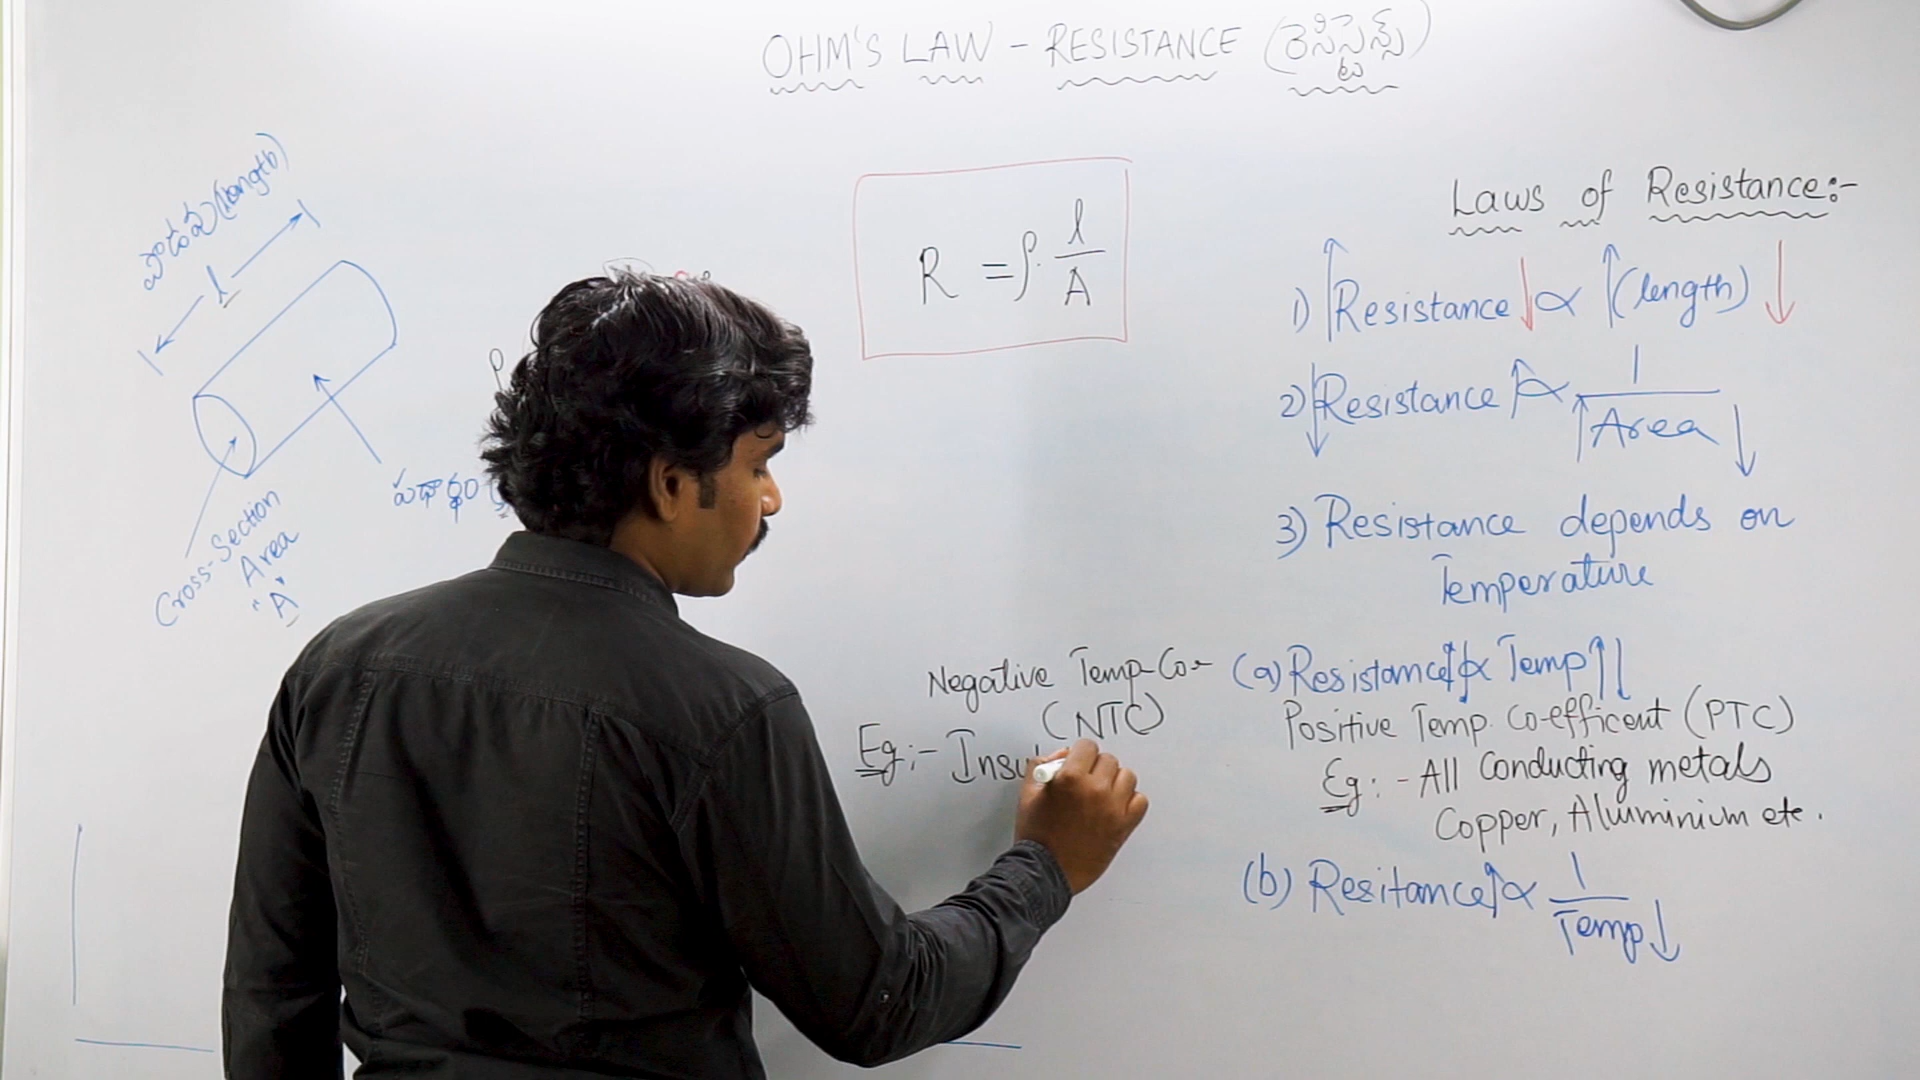 OHM'S LAW - RESISTANCE (రెసిస్టెన్స్)
పొడవు (length)
l
Cross-Section
Area
"A"
పదార్థం
ρ
R = ρ. l/A
Laws of Resistance:-
1) Resistance ∝ (length)
2) Resistance ∝ 1/Area
3) Resistance depends on
Temperature
(a) Resistance ∝ Temp
Positive Temp. Co-efficent (PTC)
Eg: - All Conducting metals
Copper, Aluminium etc.
(b) Resitance ∝ 1/Temp
Negative Temp-Co-
(NTC)
Eg:-